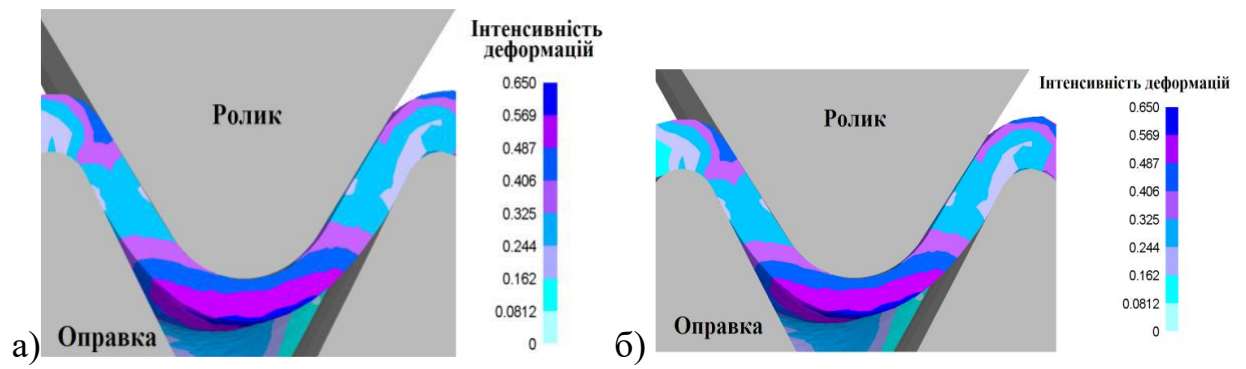 Інтенсивність
деформацій
0.650
0.569
0.487
0.406
0.325
0.244
0.162
0.0812
0
Ролик
Оправка
а)
Інтенсивність деформацій
0.650
0.569
0.487
0.406
0.325
0.244
0.162
0.0812
0
Ролик
Оправка
б)